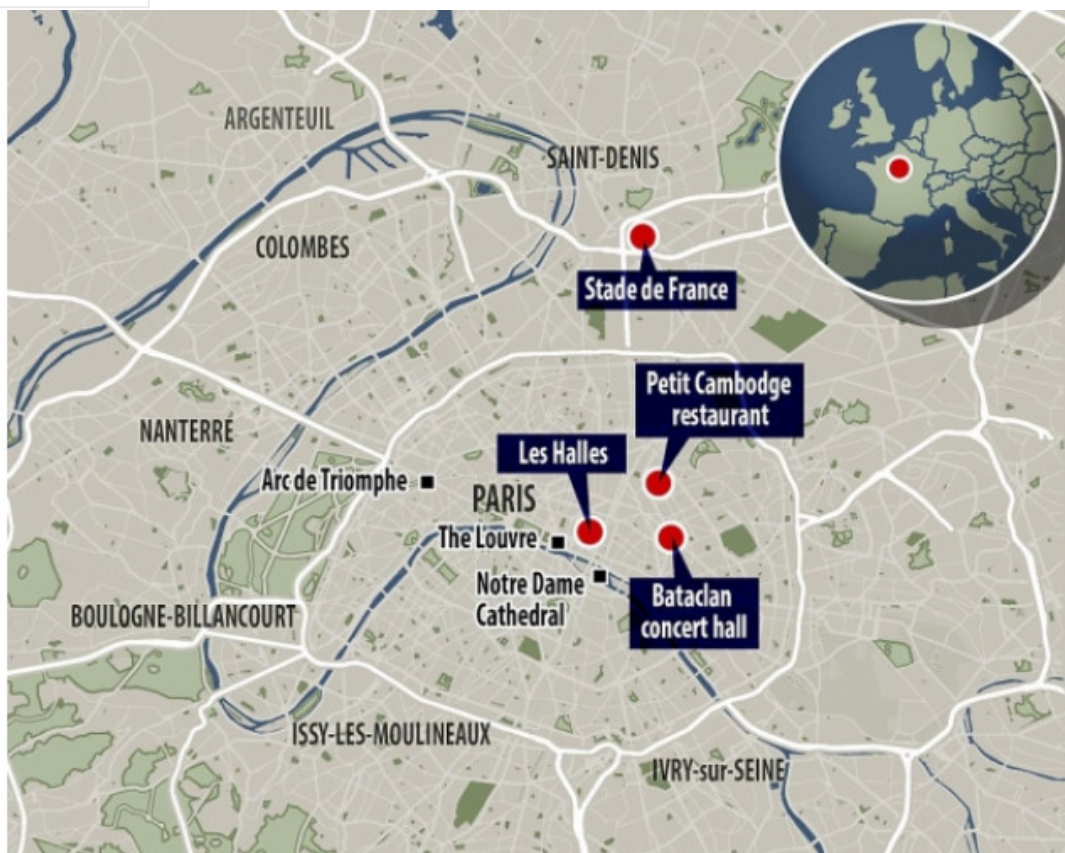 ARGENTEUIL
SAINT-DENIS
COLOMBES
Stade de France
Petit Cambodge
restaurant
NANTERRE
Les Halles
Arc de Triomphe
PARIS
The Louvre
Notre Dame
Cathedral
Bataclan
concert hall
BOULOGNE-BILLANCOURT
ISSY-LES-MOULINEAUX
IVRY-sur-SEINE